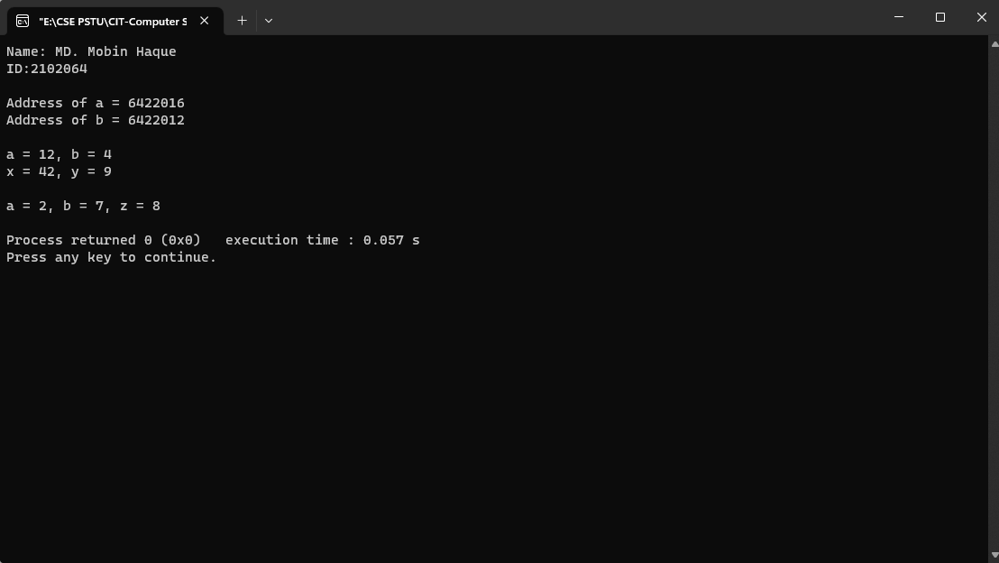 "E:\CSE PSTU\CIT-Computer S
Name: MD. Mobin Haque
ID:2102064
Address of a = 6422016
Address of b = 6422012
a = 12, b = 4
x = 42, y = 9
a = 2, b = 7, z = 8
Process returned 0 (0x0)   execution time : 0.057 s
Press any key to continue.